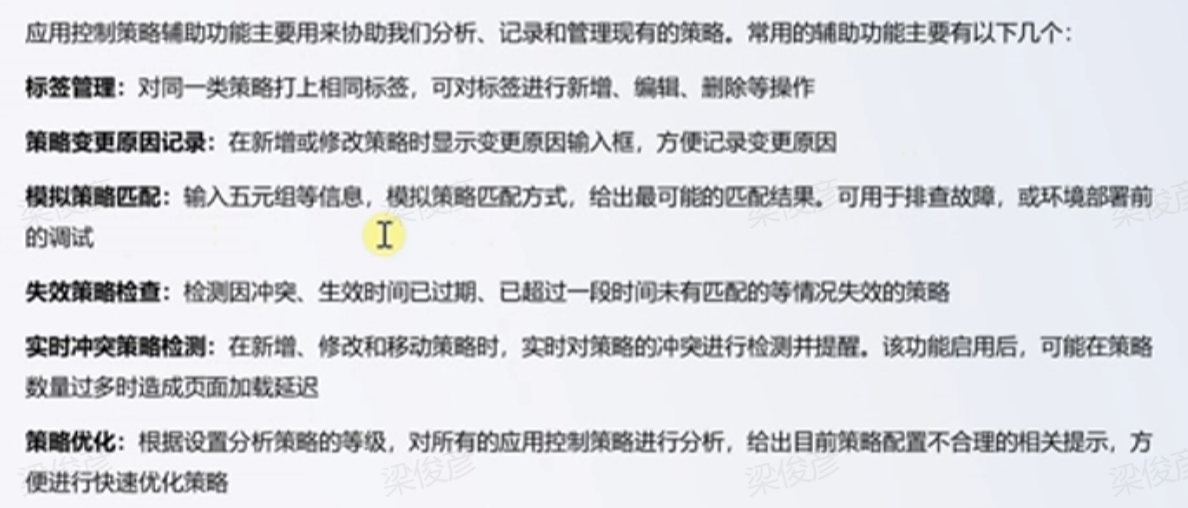 应用控制策略辅助功能主要用来协助我们分析、记录和管理现有的策略。常用的辅助功能主要有以下几个：
标签管理：对同一类策略打上相同标签，可对标签进行新增、编辑、删除等操作
策略变更原因记录：在新增或修改策略时显示变更原因输入框，方便记录变更原因
模拟策略匹配：输入五元组等信息，模拟策略匹配方式，给出最可能的匹配结果。可用于排查故障，或环境部署前
的调试
失效策略检查：检测因冲突、生效时间已过期、已超过一段时间未有匹配的等情况失效的策略
实时冲突策略检测：在新增、修改和移动策略时，实时对策略的冲突进行检测并提醒。该功能启用后，可能在策略
数量过多时造成页面加载延迟
策略优化：根据设置分析策略的等级，对所有的应用控制策略进行分析，给出目前策略配置不合理的相关提示，方
便进行快速优化策略
梁俊彦
梁俊彦
梁俊彦
梁俊彦
梁俊彦
梁俊彦
梁俊彦
梁俊彦